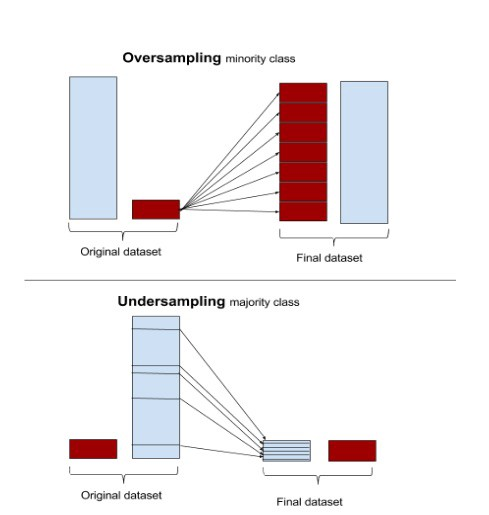 Oversampling minority class
Original dataset
Final dataset
Undersampling majority class
Original dataset
Final dataset